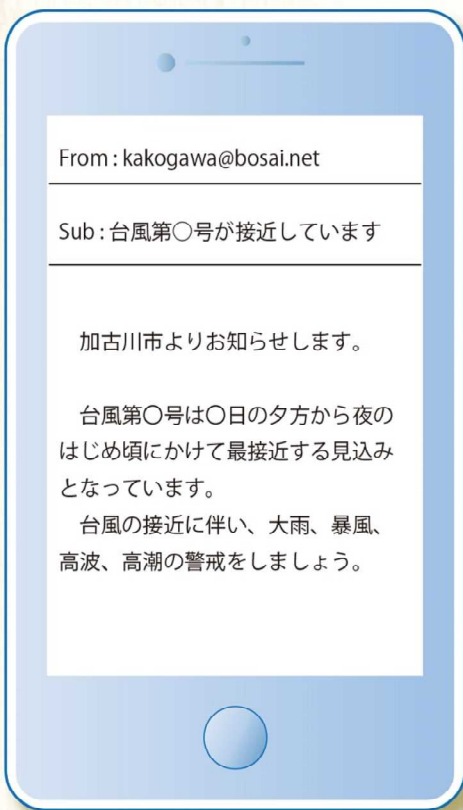 From : kakogawa@bosai.net
Sub : 台風第○号が接近しています
加古川市よりお知らせします。
台風第〇号は〇日の夕方から夜の
はじめ頃にかけて最接近する見込み
となっています。
台風の接近に伴い、大雨、暴風、
高波、高潮の警戒をしましょう。